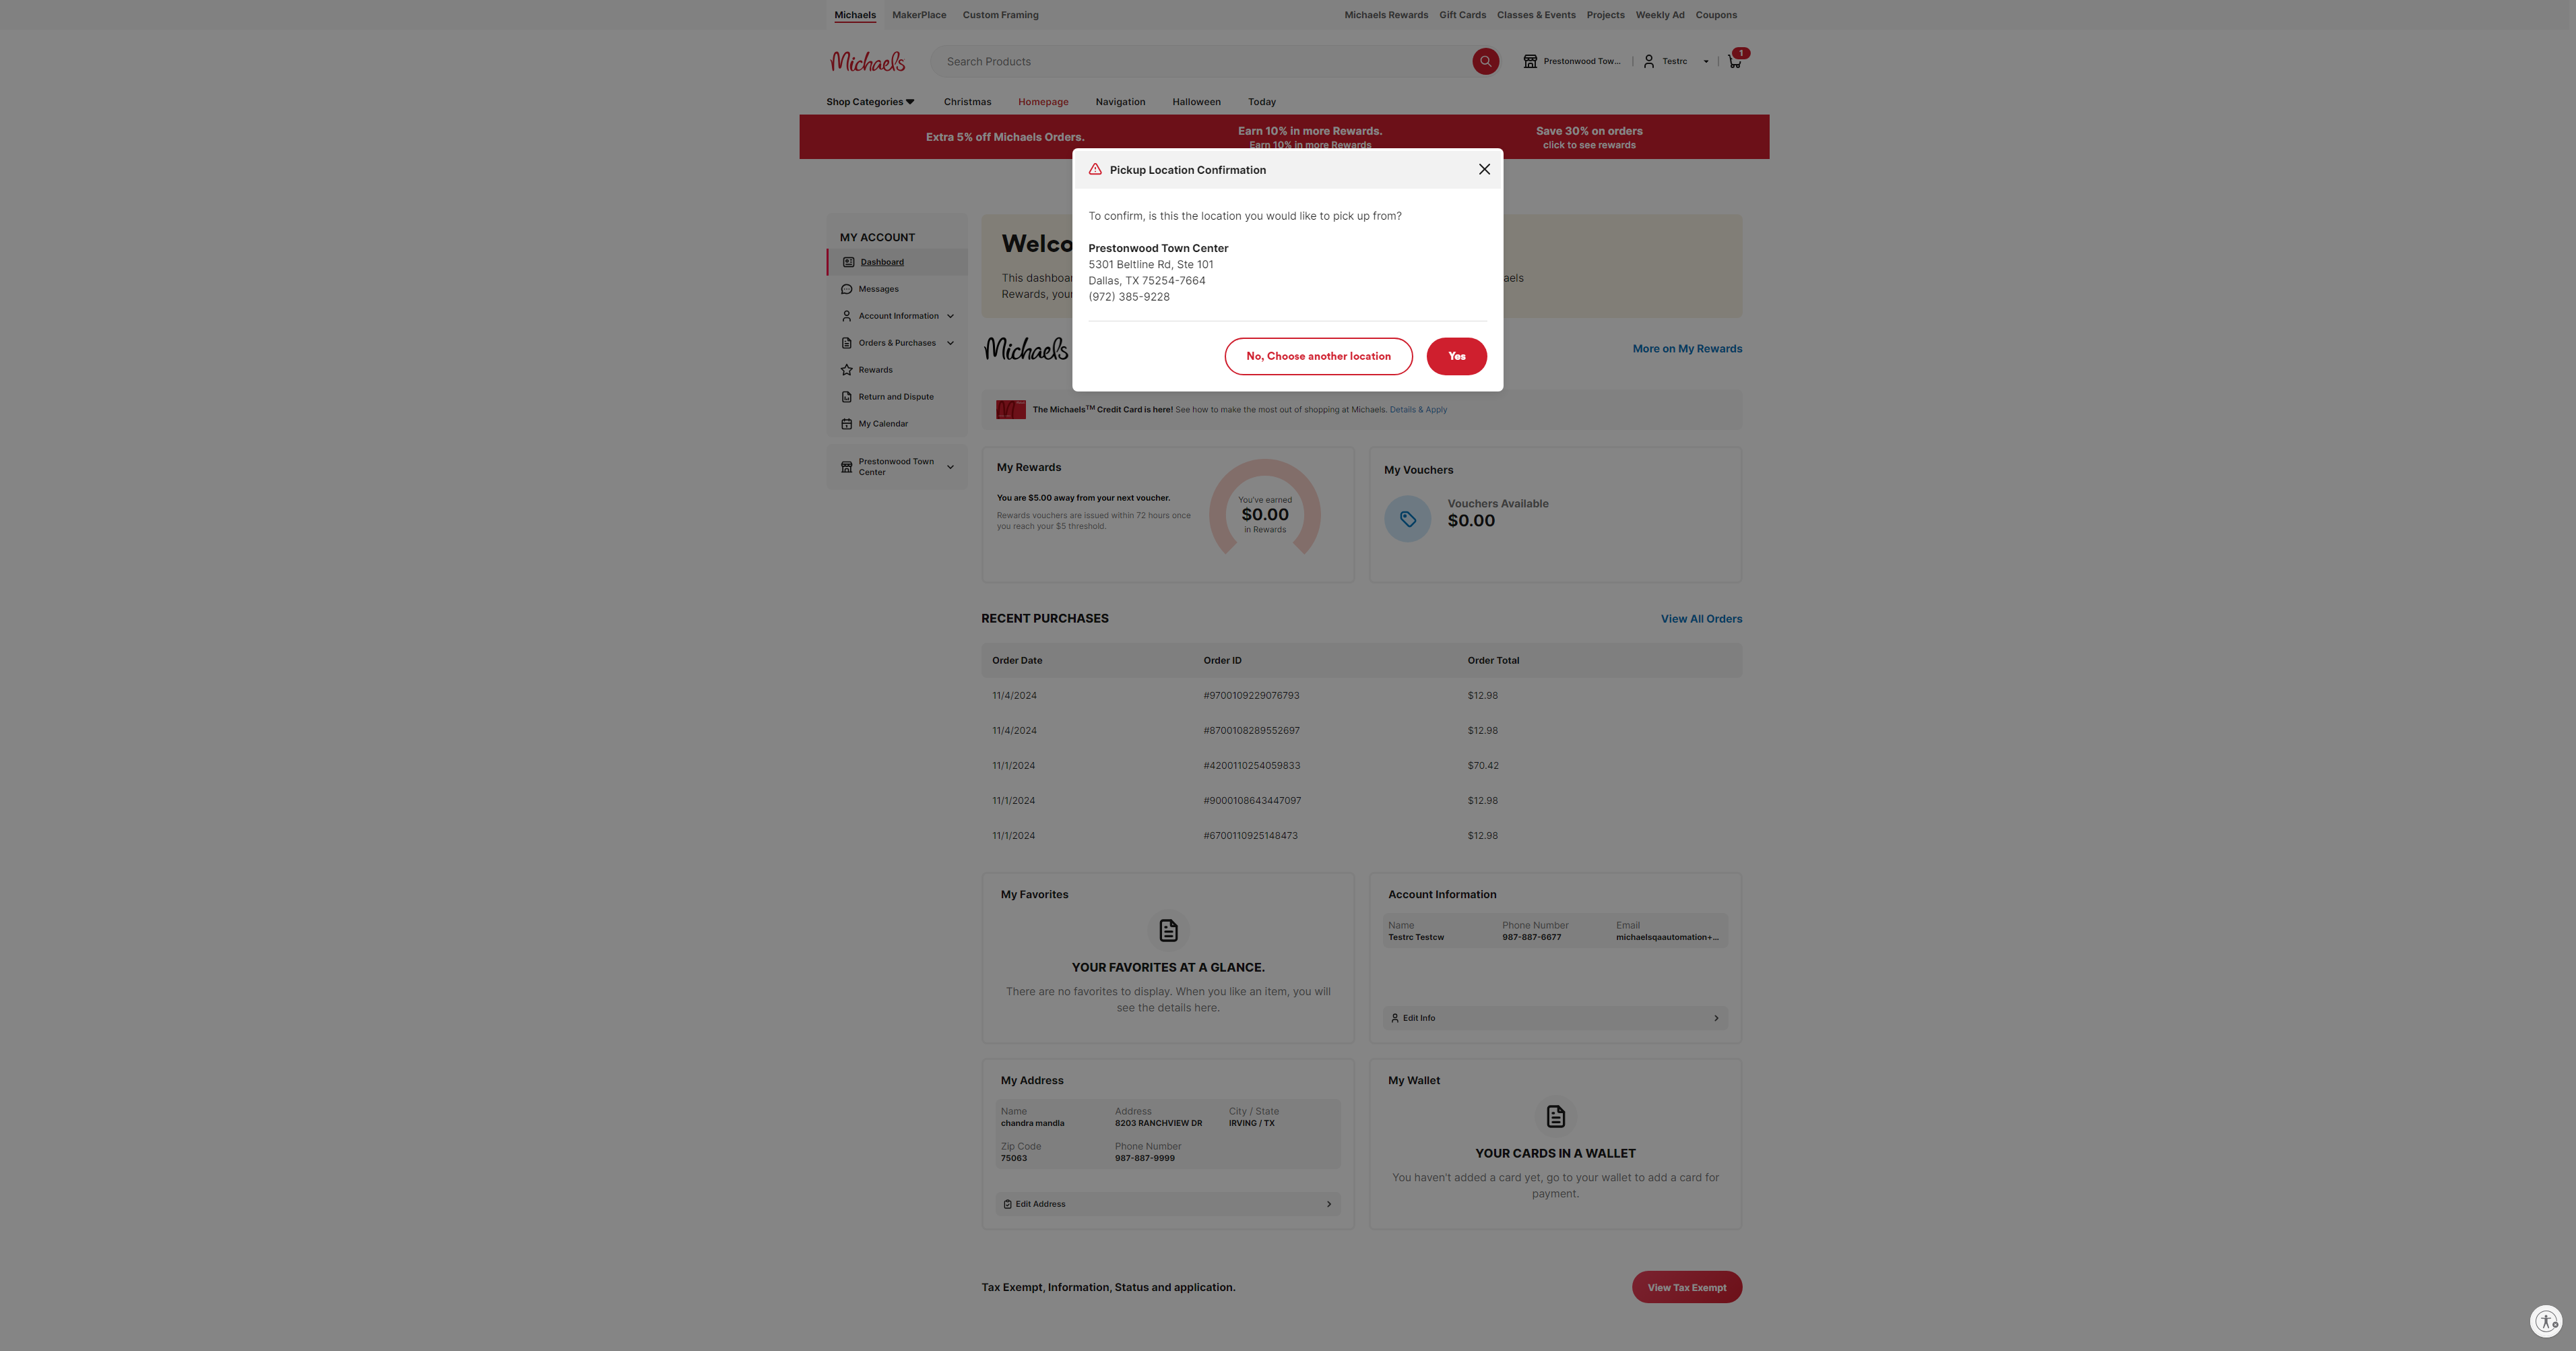 Michaels MakerPlace Custom Framing Michaels Rewards Gift Cards Classes & Events Projects Weekly Ad Coupons
Michaels Search Products Prestonwood Tow... Testrc 1
Shop Categories Christmas Homepage Navigation Halloween Today
Extra 5% off Michaels Orders. Earn 10% in more Rewards. Save 30% on orders
Earn 10% in more Rewards click to see rewards
Pickup Location Confirmation
To confirm, is this the location you would like to pick up from?
Prestonwood Town Center
5301 Beltline Rd, Ste 101
Dallas, TX 75254-7664
(972) 385-9228
No, Choose another location Yes
MY ACCOUNT
Dashboard
Messages
Account Information
Orders & Purchases
Rewards
Return and Dispute
My Calendar
Prestonwood Town
Center
Welco
This dashboa
Rewards, you
Michaels More on My Rewards
The Michaels™ Credit Card is here! See how to make the most out of shopping at Michaels. Details & Apply
My Rewards
You are $5.00 away from your next voucher.
Rewards vouchers are issued within 72 hours once
you reach your $5 threshold.
You've earned
$0.00
in Rewards
My Vouchers
Vouchers Available
$0.00
RECENT PURCHASES View All Orders
Order Date Order ID Order Total
11/4/2024 #9700109229076793 $12.98
11/4/2024 #8700108289552697 $12.98
11/1/2024 #4200110254059833 $70.42
11/1/2024 #9000108643447097 $12.98
11/1/2024 #6700110925148473 $12.98
My Favorites
YOUR FAVORITES AT A GLANCE.
There are no favorites to display. When you like an item, you will
see the details here.
Account Information
Name Phone Number Email
Testrc Testcw 987-887-6677 michaelsqaautomation+...
Edit Info
My Address
Name Address City / State
chandra mandla 8203 RANCHVIEW DR IRVING / TX
Zip Code Phone Number
75063 987-887-9999
Edit Address
My Wallet
YOUR CARDS IN A WALLET
You haven't added a card yet, go to your wallet to add a card for
payment.
Tax Exempt, Information, Status and application. View Tax Exempt